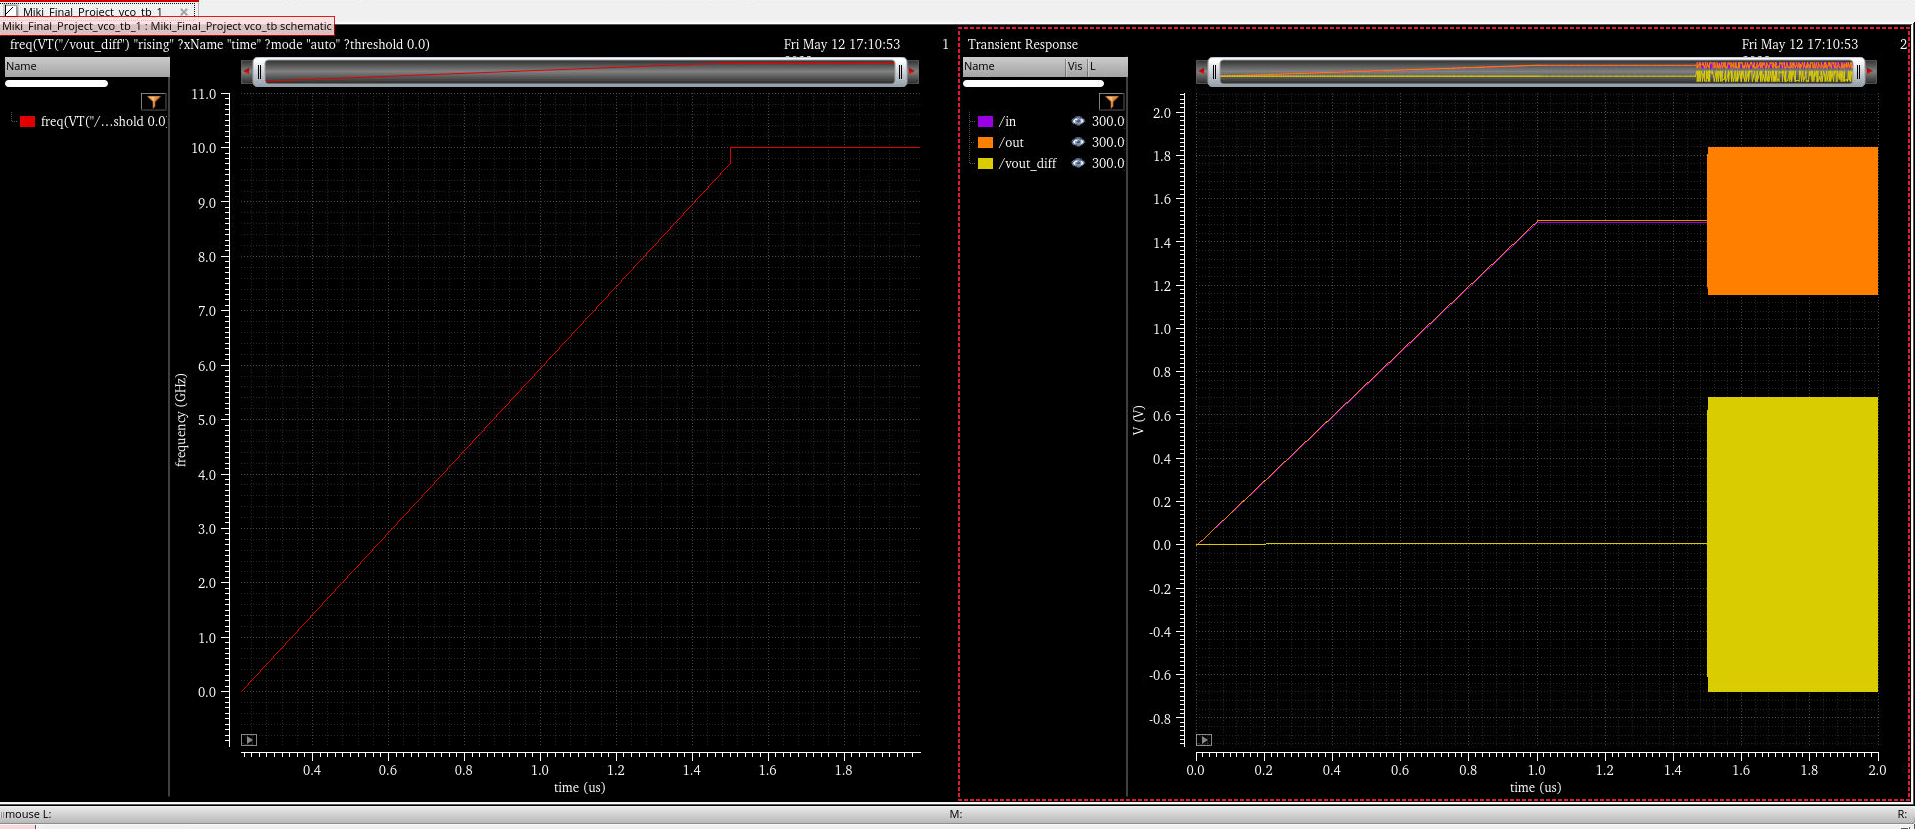 Miki_Final_Project_vco_tb_1
Miki_Final_Project_vco_tb_1 : Miki_Final_Project vco_tb schematic
freq(VT("/vout_diff") "rising" ?xName "time" ?mode "auto" ?threshold 0.0)
Fri May 12 17:10:53
1
Name
freq(VT("/...shold 0.0)
frequency (GHz)
11.0
10.0
9.0
8.0
7.0
6.0
5.0
4.0
3.0
2.0
1.0
0.0
0.4 0.6 0.8 1.0 1.2 1.4 1.6 1.8
time (us)
Transient Response
Fri May 12 17:10:53
2
Name Vis L
/in 300.0
/out 300.0
/vout_diff 300.0
V (V)
2.0
1.8
1.6
1.4
1.2
1.0
0.8
0.6
0.4
0.2
0.0
-0.2
-0.4
-0.6
-0.8
0.0 0.2 0.4 0.6 0.8 1.0 1.2 1.4 1.6 1.8 2.0
time (us)
mouse L: M: R: